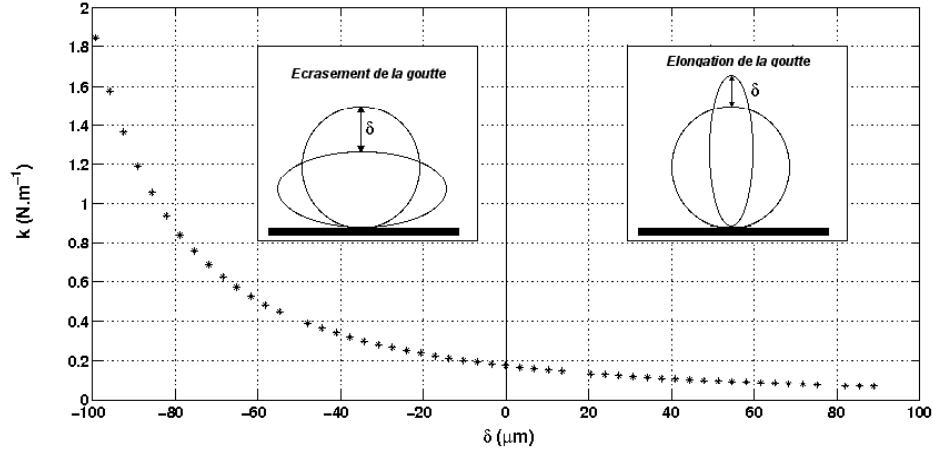 2
1.8
1.6
1.4
1.2
1
0.8
0.6
0.4
0.2
0
k (N.m⁻¹)
Ecrasement de la goutte
δ
Elongation de la goutte
δ
−100 −80 −60 −40 −20 0 20 40 60 80 100
δ (μm)